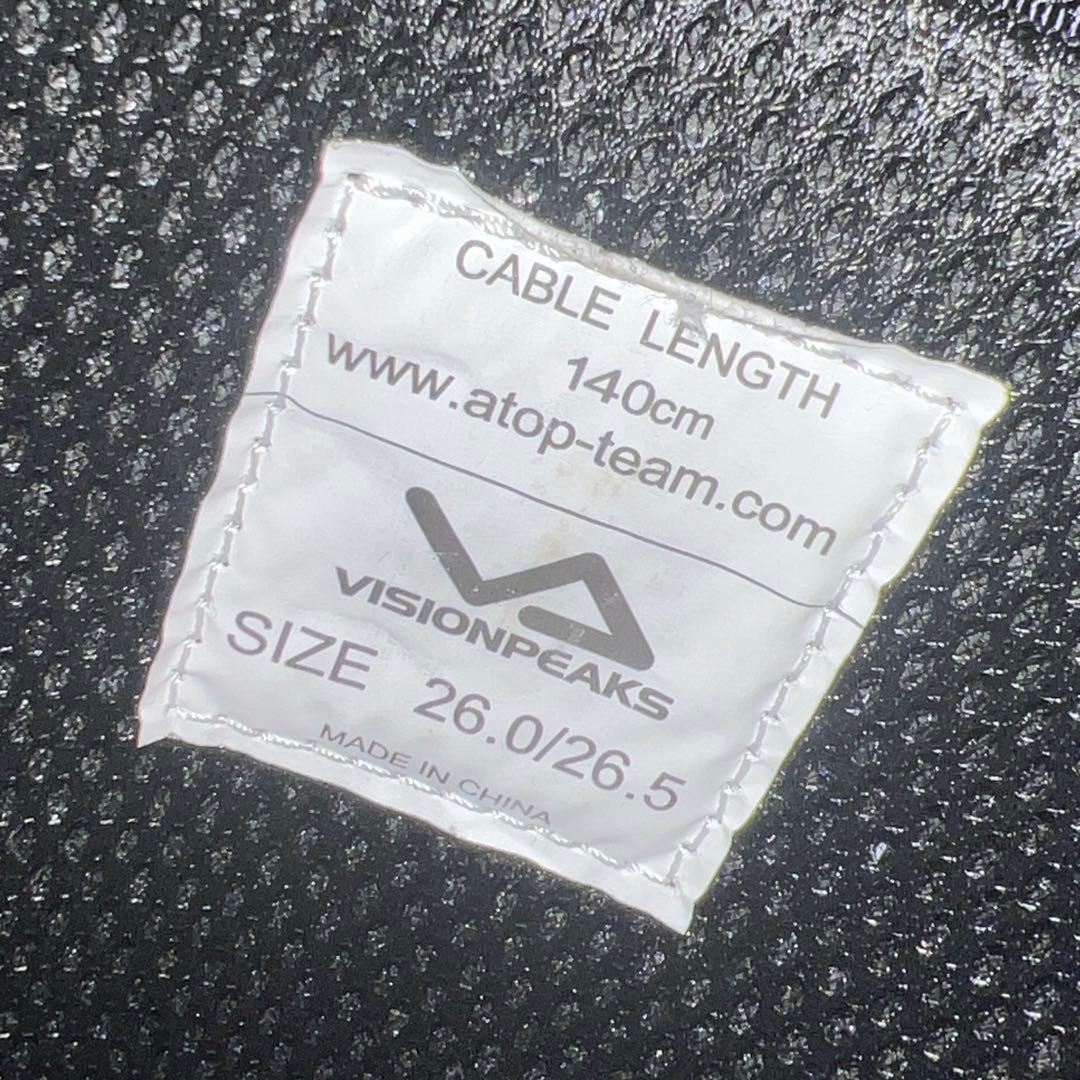 CABLE LENGTH
140cm
www.atop-team.com
VISIONPEAKS
SIZE 26.0/26.5
MADE IN CHINA